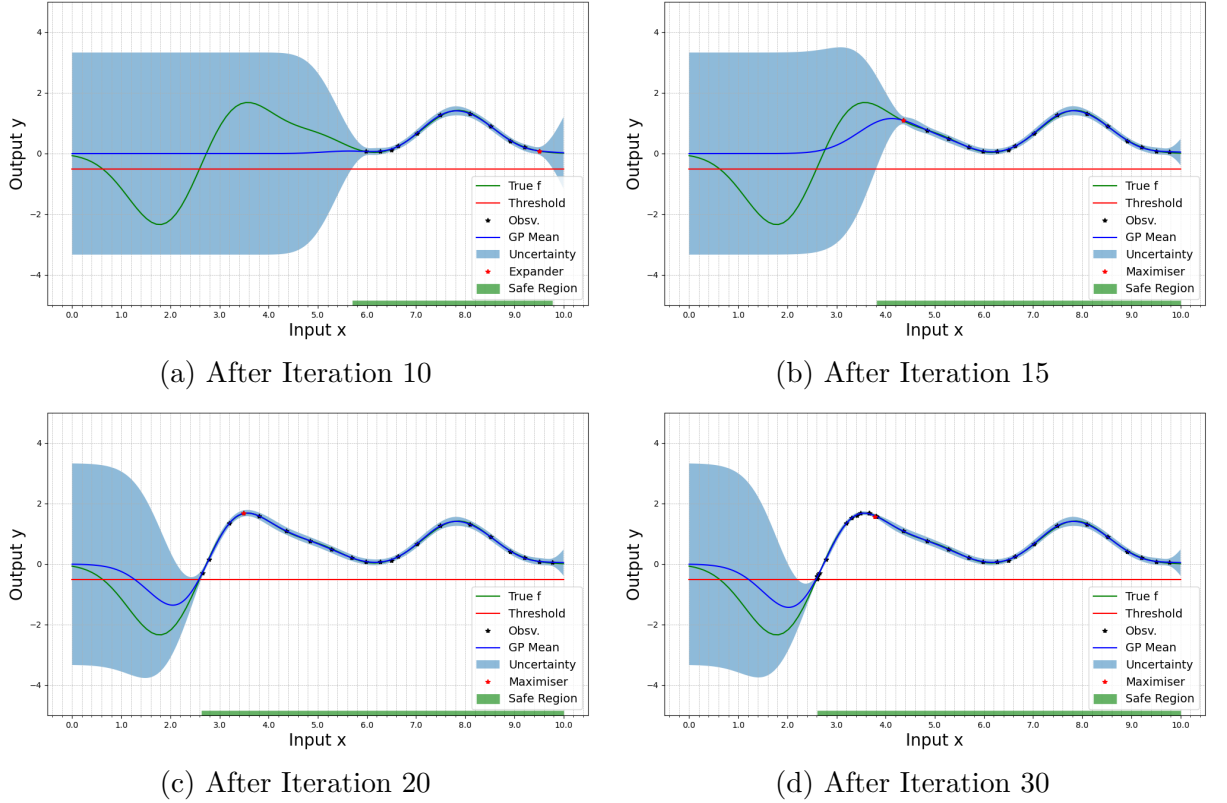 Output y
4
2
0
−2
−4
True f
Threshold
Obsv.
GP Mean
Uncertainty
Expander
Safe Region
0.0 1.0 2.0 3.0 4.0 5.0 6.0 7.0 8.0 9.0 10.0
Input x
(a) After Iteration 10
Output y
4
2
0
−2
−4
True f
Threshold
Obsv.
GP Mean
Uncertainty
Maximiser
Safe Region
0.0 1.0 2.0 3.0 4.0 5.0 6.0 7.0 8.0 9.0 10.0
Input x
(b) After Iteration 15
Output y
4
2
0
−2
−4
True f
Threshold
Obsv.
GP Mean
Uncertainty
Maximiser
Safe Region
0.0 1.0 2.0 3.0 4.0 5.0 6.0 7.0 8.0 9.0 10.0
Input x
(c) After Iteration 20
Output y
4
2
0
−2
−4
True f
Threshold
Obsv.
GP Mean
Uncertainty
Maximiser
Safe Region
0.0 1.0 2.0 3.0 4.0 5.0 6.0 7.0 8.0 9.0 10.0
Input x
(d) After Iteration 30